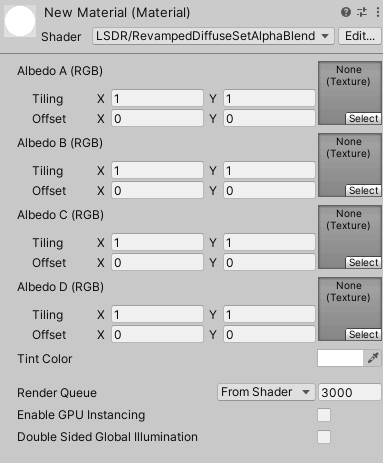 New Material (Material)
Shader LSDR/RevampedDiffuseSetAlphaBlend Edit...
Albedo A (RGB) None (Texture)
Tiling X 1 Y 1
Offset X 0 Y 0 Select
Albedo B (RGB) None (Texture)
Tiling X 1 Y 1
Offset X 0 Y 0 Select
Albedo C (RGB) None (Texture)
Tiling X 1 Y 1
Offset X 0 Y 0 Select
Albedo D (RGB) None (Texture)
Tiling X 1 Y 1
Offset X 0 Y 0 Select
Tint Color
Render Queue From Shader 3000
Enable GPU Instancing
Double Sided Global Illumination